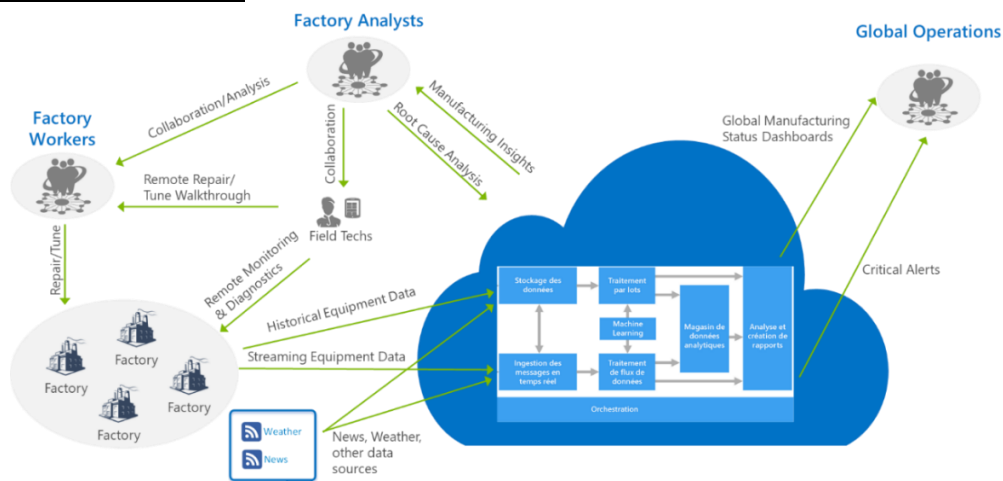 Factory Analysts
Global Operations
Factory
Workers
Collaboration/Analysis
Collaboration
Root Cause Analysis
Manufacturing Insights
Global Manufacturing
Status Dashboards
Remote Repair/
Tune Walkthrough
Field Techs
Repair/Tune
Remote Monitoring
& Diagnostics
Critical Alerts
Historical Equipment Data
Streaming Equipment Data
Factory
Factory
Factory
Factory
Stockage des
données
Traitement
par lots
Machine
Learning
Magasin de
données
analytiques
Analyse et
création de
rapports
Ingestion des
messages en
temps réel
Traitement
de flux de
données
Orchestration
Weather
News
News, Weather,
other data
sources